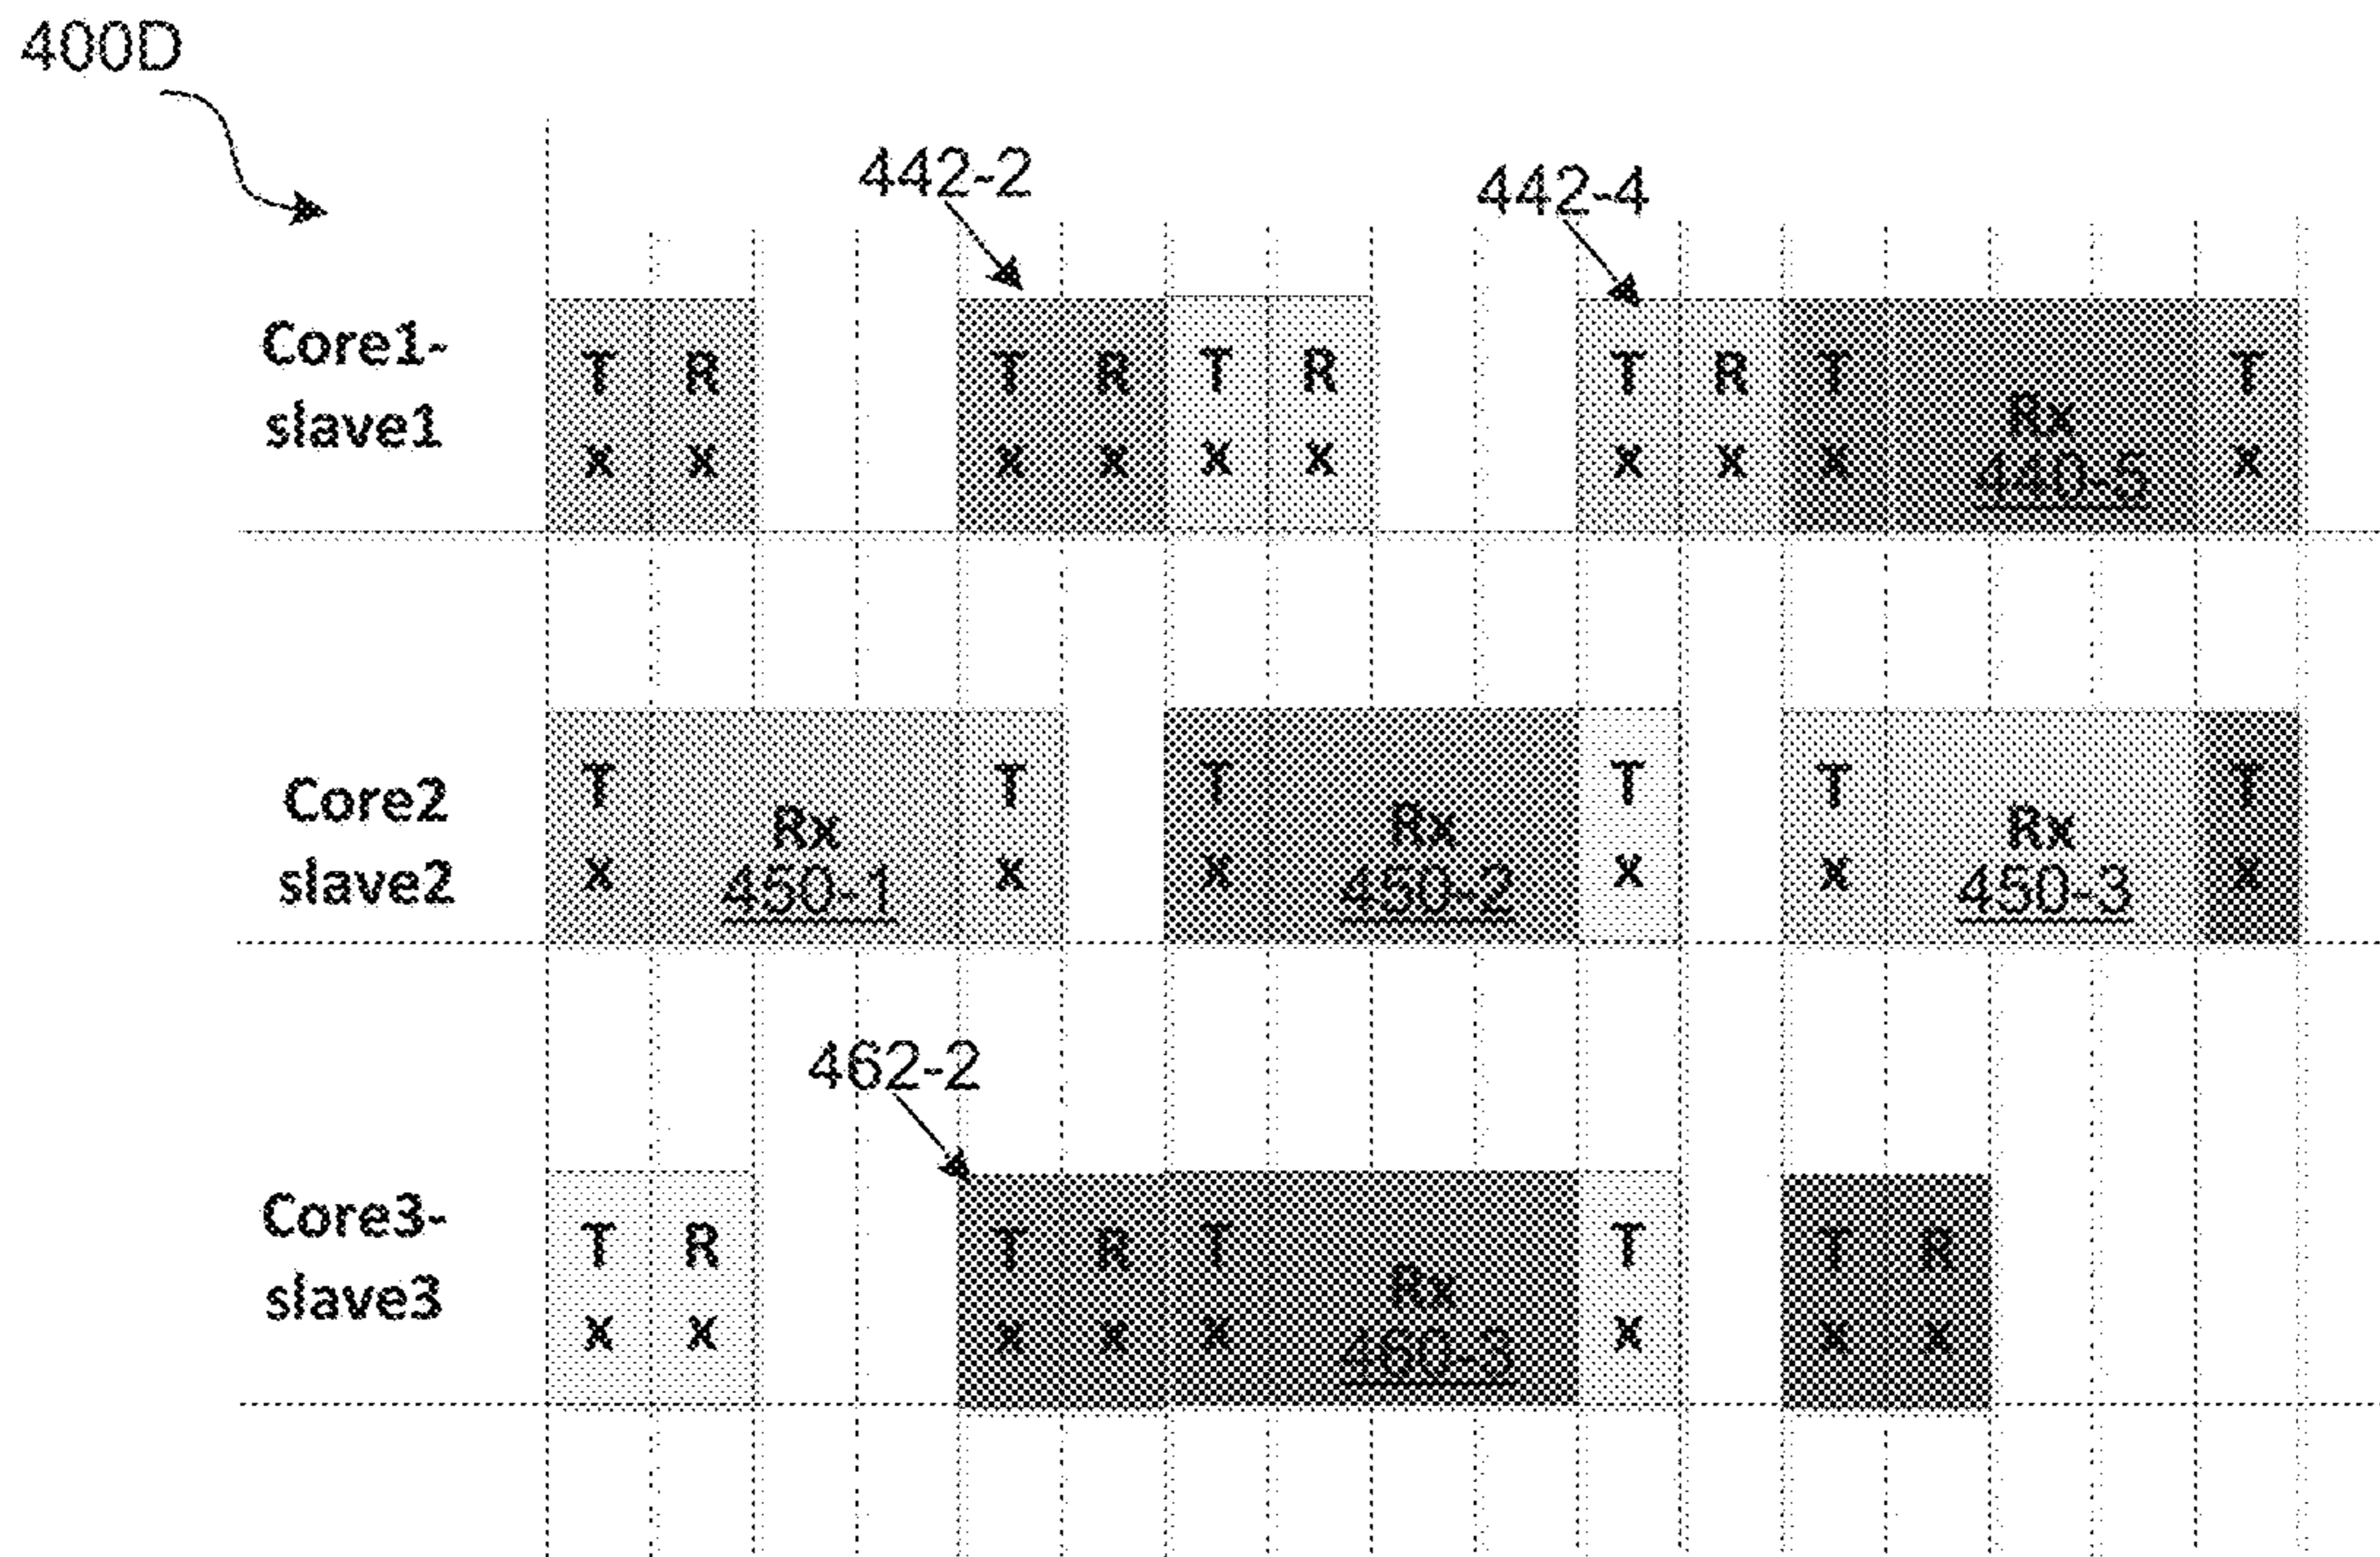 400D
442-2
442-4
Core1-
slave1
T R T R T R T R T T
x x x x x x x x x Rx x
440-5
Core2
slave2
T T T T T T
x Rx x x Rx x x Rx x
450-1 450-2 450-3
462-2
Core3-
slave3
T R T R T T T R
x x x x x Rx x x x
460-3